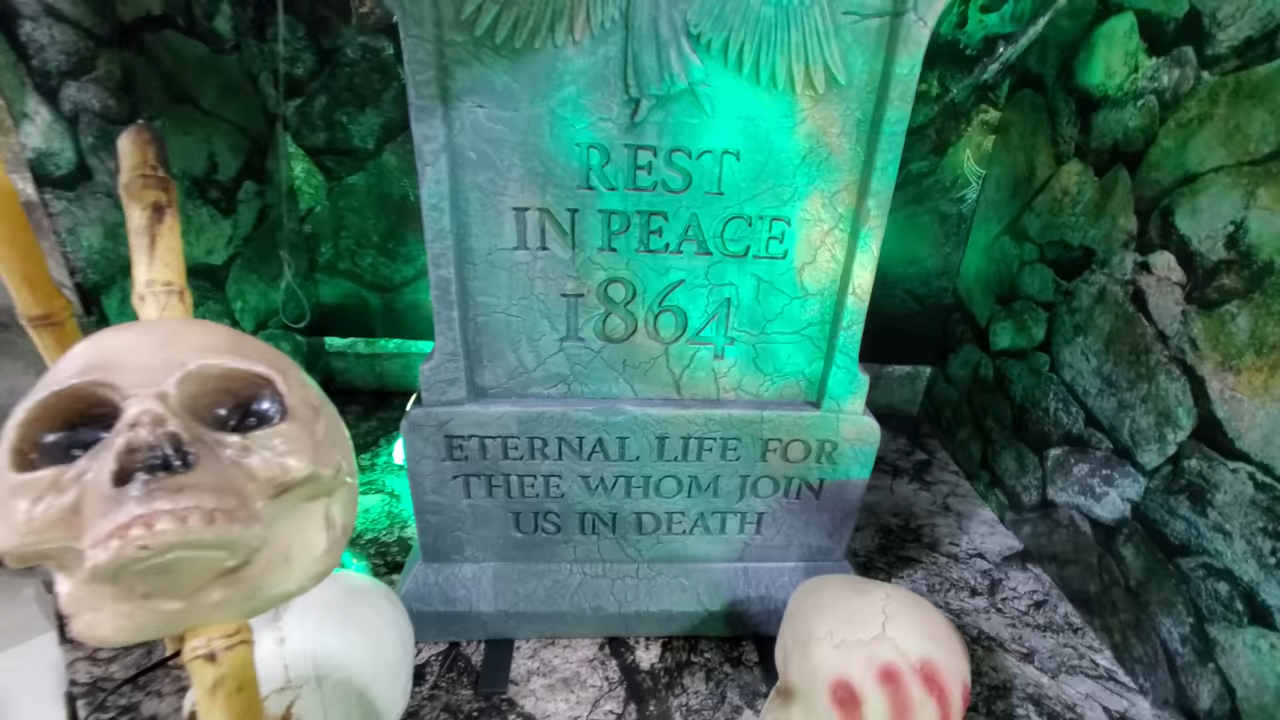 REST
IN PEACE
1864
ETERNAL LIFE FOR
THEE WHOM JOIN
US IN DEATH